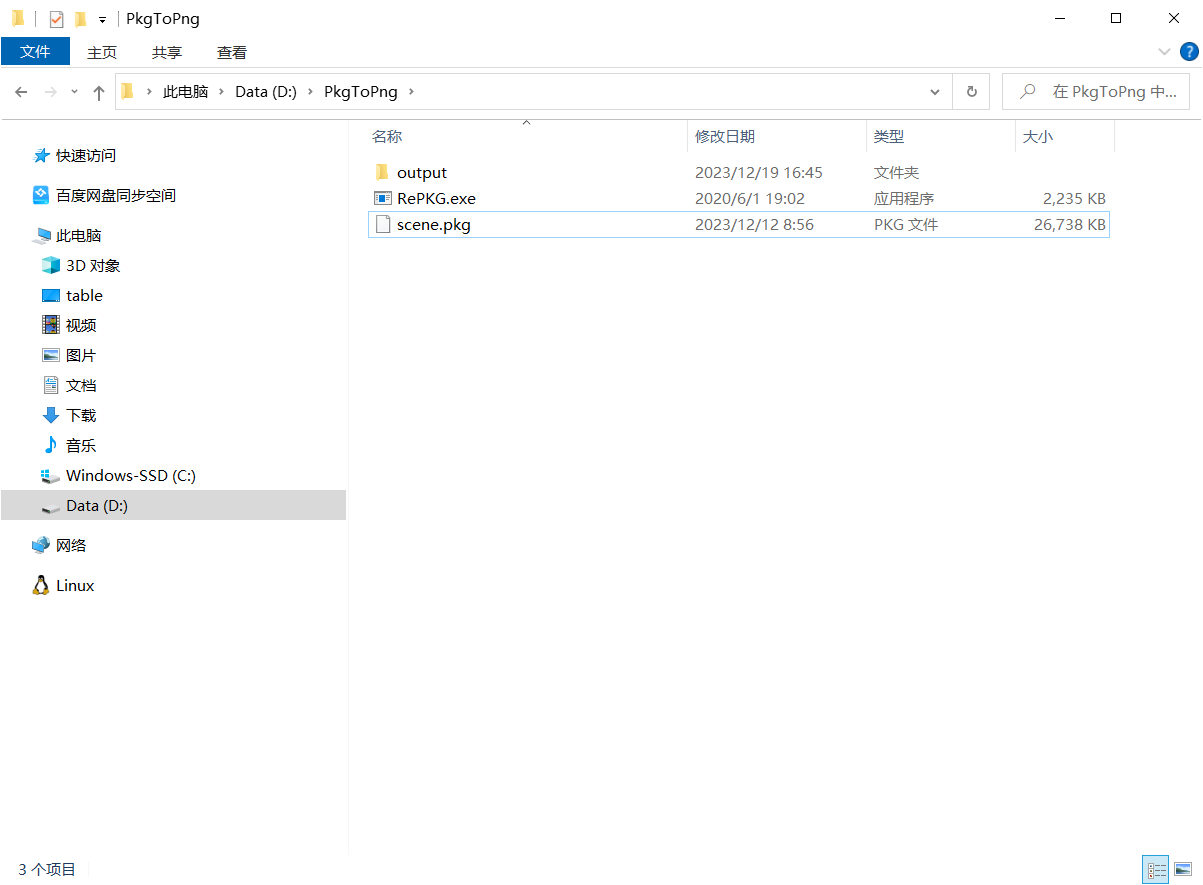 PkgToPng
文件 主页 共享 查看
此电脑 Data (D:) PkgToPng 在 PkgToPng 中...
名称 修改日期 类型 大小
快速访问
百度网盘同步空间
此电脑
3D 对象
table
视频
图片
文档
下载
音乐
Windows-SSD (C:)
Data (D:)
网络
Linux
output 2023/12/19 16:45 文件夹
RePKG.exe 2020/6/1 19:02 应用程序 2,235 KB
scene.pkg 2023/12/12 8:56 PKG 文件 26,738 KB
3 个项目